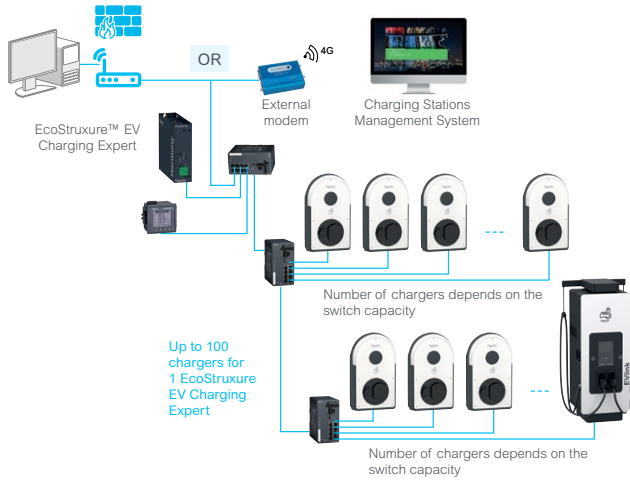 OR
4G
External
modem
Charging Stations
Management System
EcoStruxure™ EV
Charging Expert
Number of chargers depends on the
switch capacity
Up to 100
chargers for
1 EcoStruxure
EV Charging
Expert
EVlink
Number of chargers depends on the
switch capacity